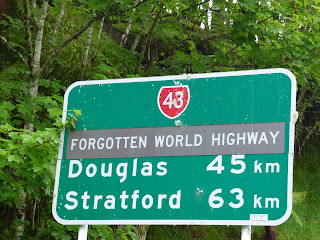 43
FORGOTTEN WORLD HIGHWAY
Douglas 45 km
Stratford 63 km